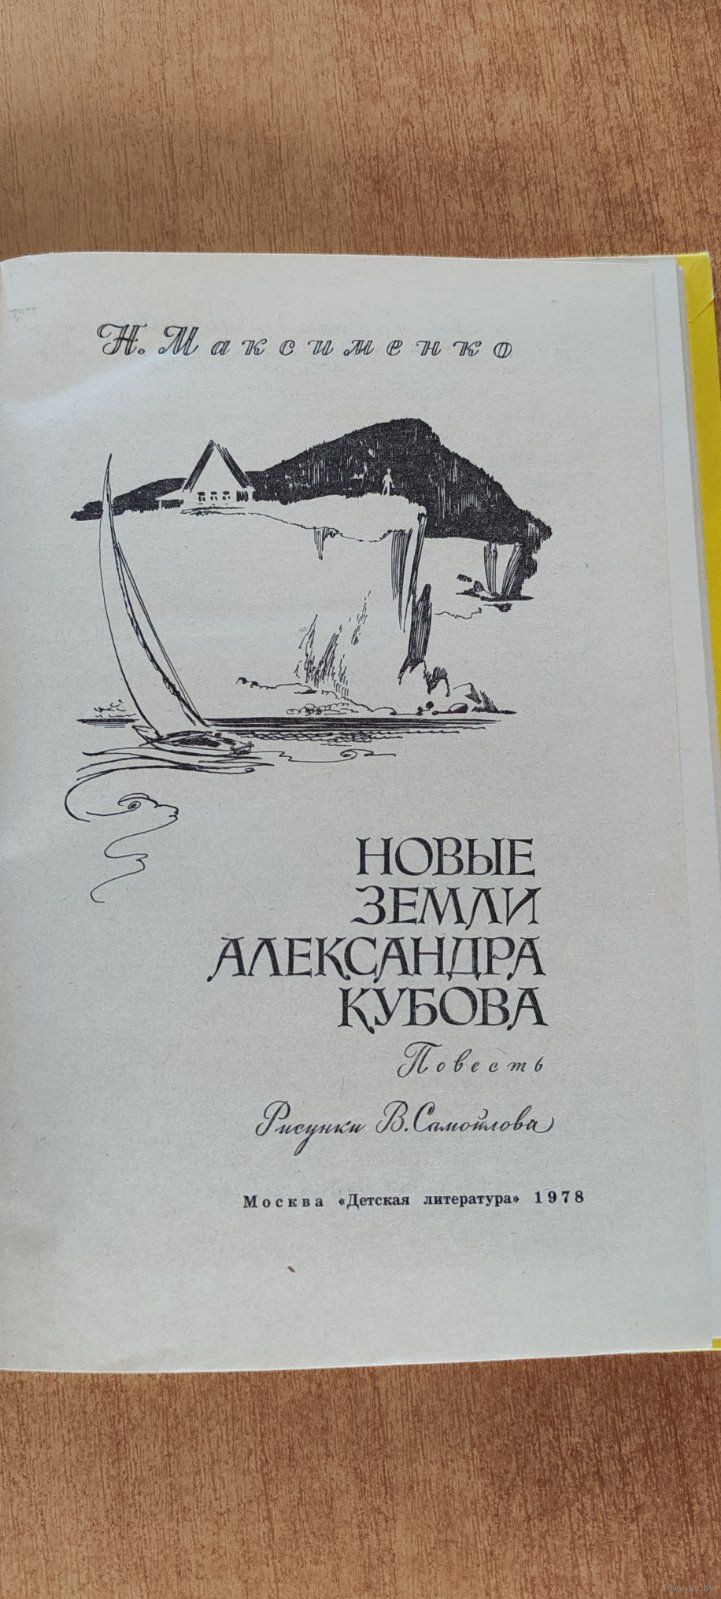 Н. Максименко
НОВЫЕ
ЗЕМЛИ
АЛЕКСАНДРА
КУБОВА
Повесть
Рисунки В. Самойлова
Москва «Детская литература» 1978